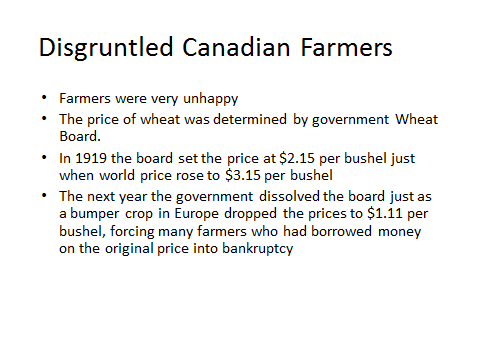 Disgruntled Canadian Farmers
• Farmers were very unhappy
• The price of wheat was determined by government Wheat
Board.
• In 1919 the board set the price at $2.15 per bushel just
when world price rose to $3.15 per bushel
• The next year the government dissolved the board just as
a bumper crop in Europe dropped the prices to $1.11 per
bushel, forcing many farmers who had borrowed money
on the original price into bankruptcy